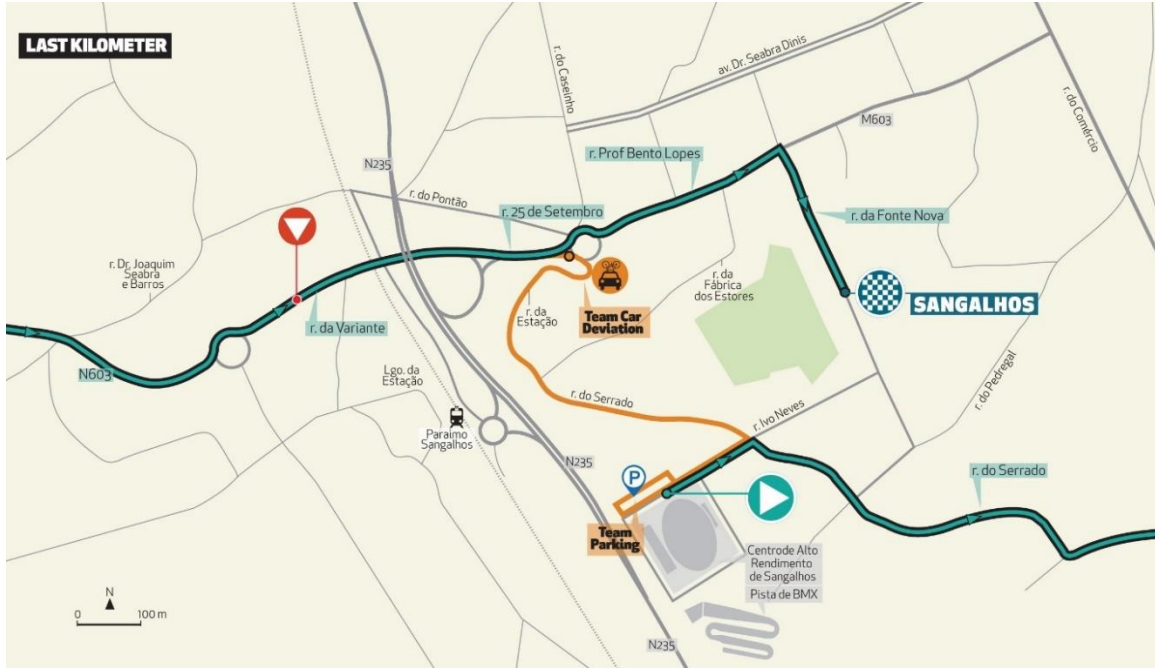 LAST KILOMETER
r. do Caseinho
av. Dr. Seabra Dinis
r. do Comércio
M603
N235
r. Prof Bento Lopes
r. do Pontão
r. 25 de Setembro
r. da Fonte Nova
r. Dr. Joaquim
Seabra
e Barros
r. da
Fábrica
dos Estores
SANGALHOS
r. da
Estação
Team Car
Deviation
r. da Variante
N603
Lgo. da
Estação
r. do Pedregal
r. do Serrado
r. Ivo Neves
Paraimo
Sangalhos
N235
P
r. do Serrado
Team
Parking
Centrode Alto
Rendimento
de Sangalhos
Pista de BMX
N
0 100 m
N235